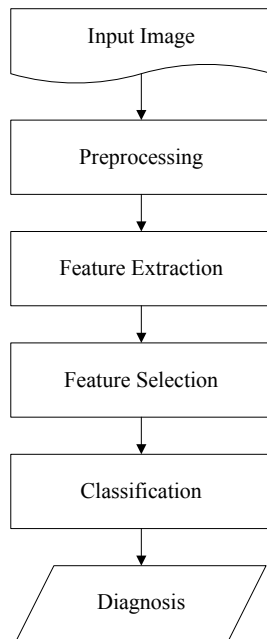 Input Image
Preprocessing
Feature Extraction
Feature Selection
Classification
Diagnosis